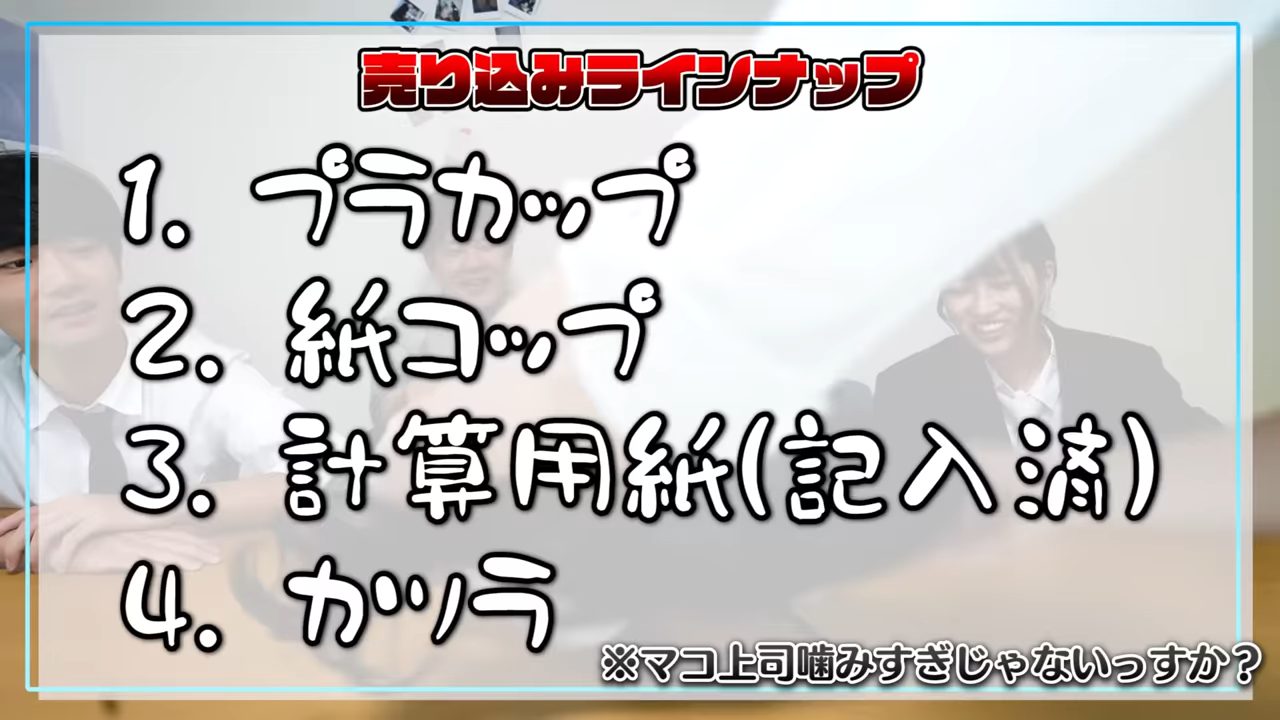 売り込みラインナップ
1. プラカップ
2. 紙コップ
3. 計算用紙(記入済)
4. カツラ
※マコ上司噛みすぎじゃないっすか？